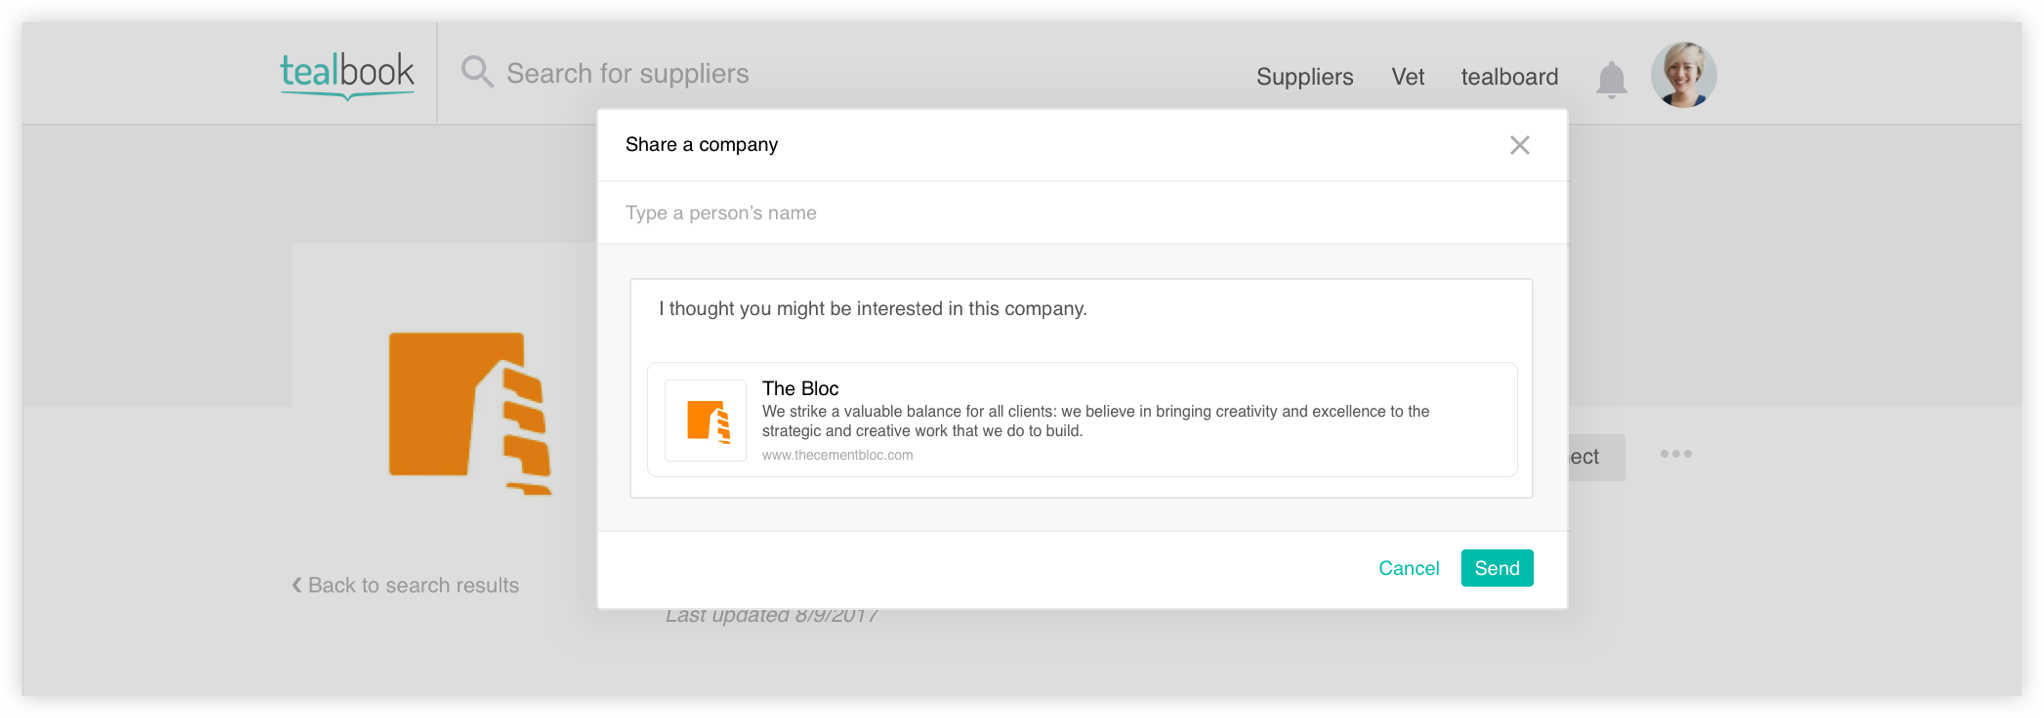 tealbook
Search for suppliers
Suppliers
Vet
tealboard
Share a company
Type a person’s name
I thought you might be interested in this company.
The Bloc
We strike a valuable balance for all clients: we believe in bringing creativity and excellence to the
strategic and creative work that we do to build.
www.thecementbloc.com
ect
Cancel
Send
Back to search results
Last updated 8/9/2017